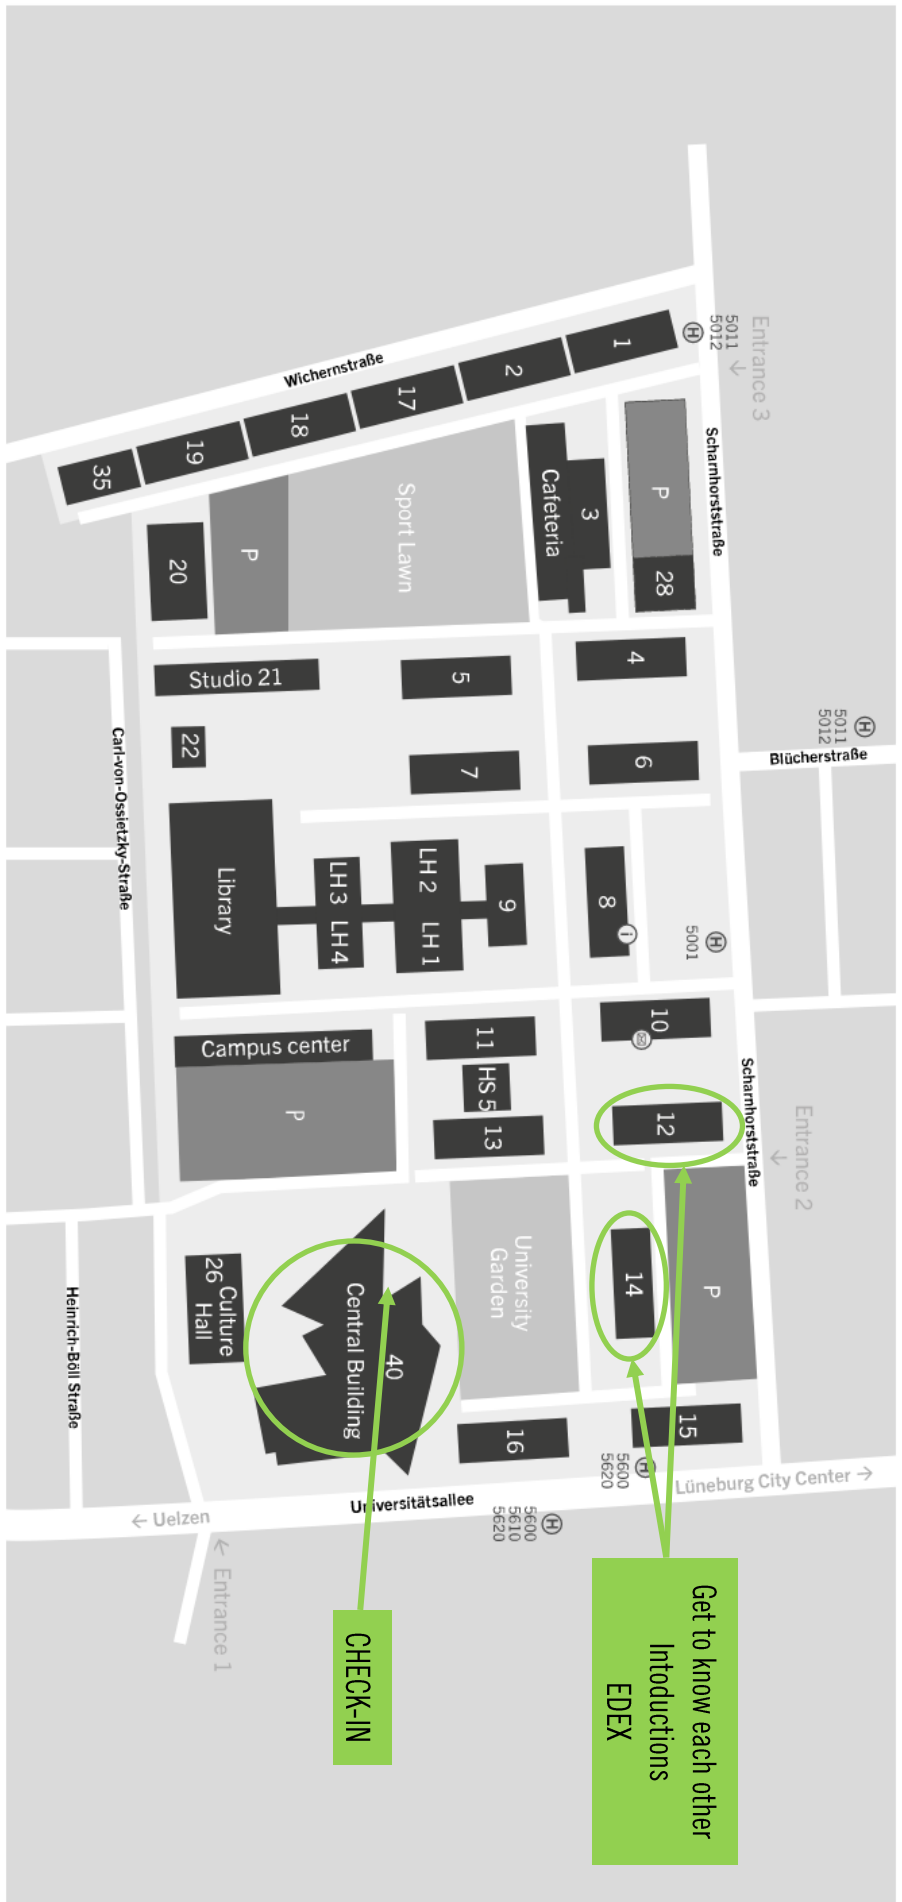 Entrance 3
↓
5011
5012
H
Scharnhorststraße
Wichernstraße
1
2
17
18
19
35
P
28
3
Cafeteria
Sport Lawn
P
20
4
5
Studio 21
22
6
7
H
5011
5012
Blücherstraße
Carl-von-Ossietzky-Straße
Library
LH 3
LH 4
LH 2
LH 1
9
8
i
H
5001
10
11
Campus center
HS 5
P
13
12
Scharnhorststraße
Entrance 2
↓
P
14
University
Garden
40
Central Building
Culture
Hall
26
Heinrich-Böll Straße
15
16
H
5600
5620
Lüneburg City Center →
Universitätsallee
← Uelzen
H
5600
5610
5620
← Entrance 1
CHECK-IN
Get to know each other
Intoductions
EDEX